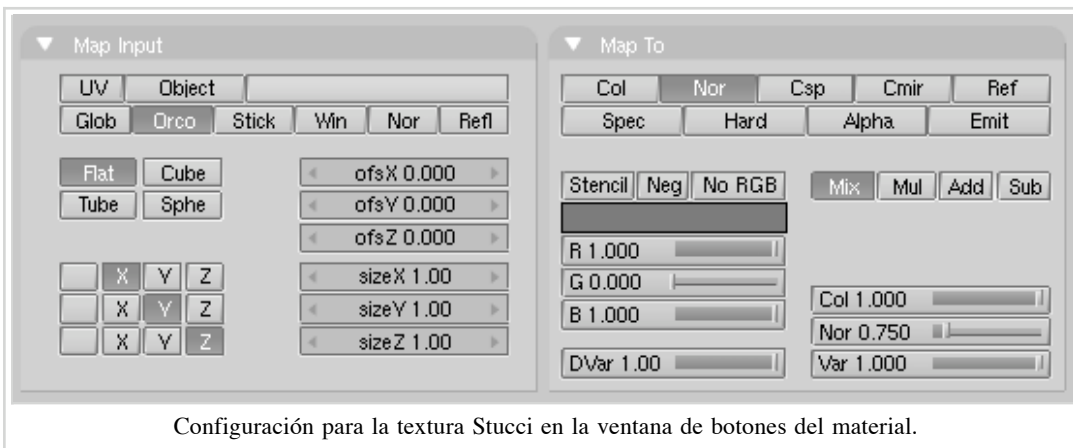 Map Input
UV Object
Glob Orco Stick Win Nor Refl
Flat Cube
Tube Sphe
ofsX 0.000
ofsY 0.000
ofsZ 0.000
X Y Z
X Y Z
X Y Z
sizeX 1.00
sizeY 1.00
sizeZ 1.00
Map To
Col Nor Csp Cmir Ref
Spec Hard Alpha Emit
Stencil Neg No RGB
Mix Mul Add Sub
R 1.000
G 0.000
B 1.000
DVar 1.00
Col 1.000
Nor 0.750
Var 1.000
Configuración para la textura Stucci en la ventana de botones del material.